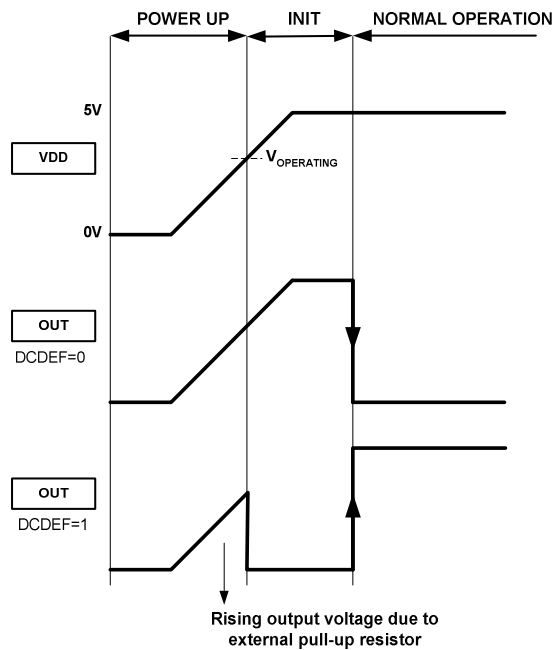 POWER UP INIT NORMAL OPERATION
5V
VDD
VOPERATING
0V
OUT
DCDEF=0
OUT
DCDEF=1
Rising output voltage due to
external pull-up resistor